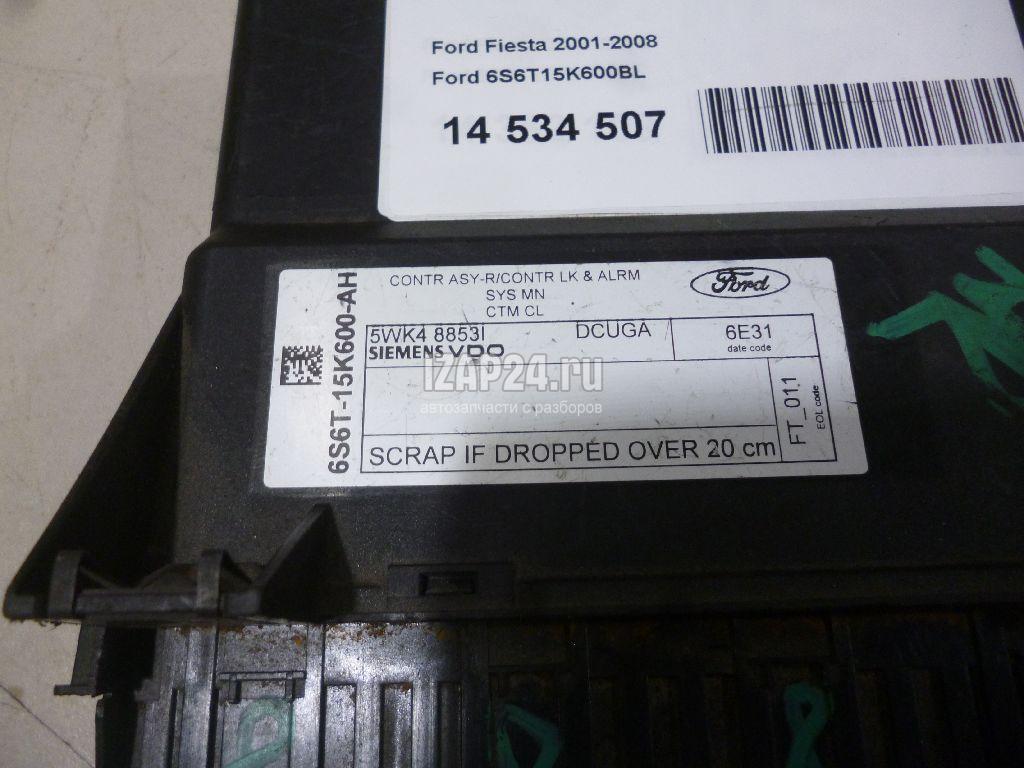 Ford Fiesta 2001-2008
Ford 6S6T15K600BL
14 534 507
CONTR ASY-R/CONTR LK & ALRM
SYS MN
CTM CL
Ford
6S6T-15K600-AH
5WK4 8853I
DCUGA
6E31
SIEMENS VDO
date code
IZAP24.ru
автозапчасти с разборов
FT_01.1
EOL code
SCRAP IF DROPPED OVER 20 cm